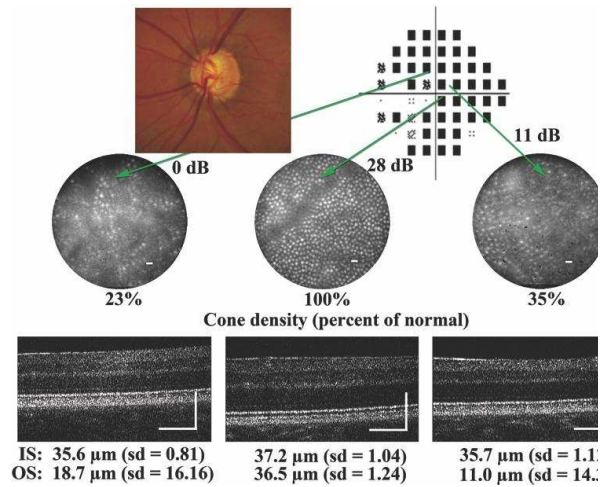 0 dB
28 dB
11 dB
23%
100%
35%
Cone density (percent of normal)
IS: 35.6 µm (sd = 0.81)
OS: 18.7 µm (sd = 16.16)
37.2 µm (sd = 1.04)
36.5 µm (sd = 1.24)
35.7 µm (sd =
11.0 µm (sd =